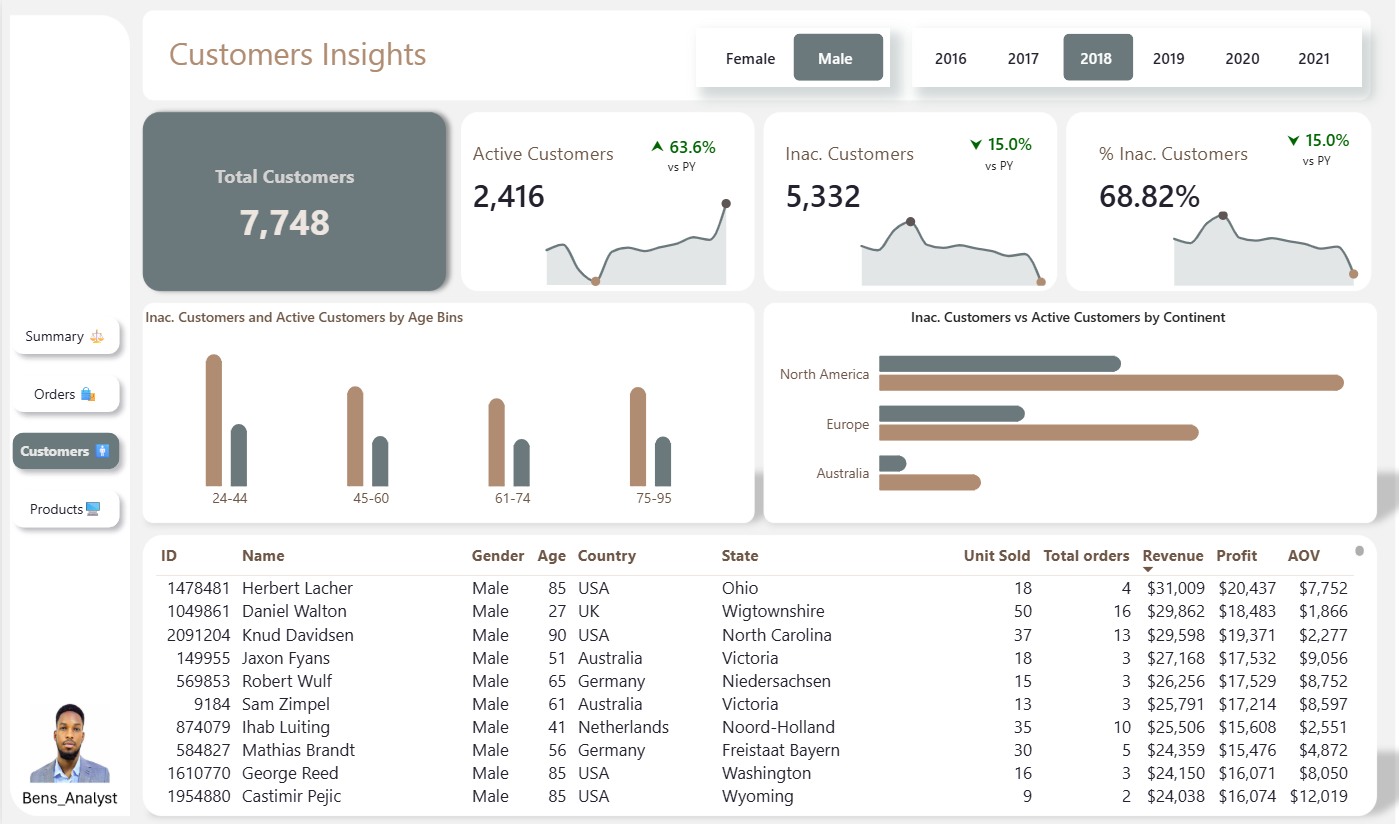 Customers Insights
Female Male
2016 2017 2018 2019 2020 2021
Total Customers
7,748
Active Customers
63.6%
vs PY
2,416
Inac. Customers
15.0%
vs PY
5,332
% Inac. Customers
15.0%
vs PY
68.82%
Summary
Orders
Customers
Products
Bens_Analyst
Inac. Customers and Active Customers by Age Bins
24-44 45-60 61-74 75-95
Inac. Customers vs Active Customers by Continent
North America
Europe
Australia
ID Name Gender Age Country State Unit Sold Total orders Revenue Profit AOV
1478481 Herbert Lacher Male 85 USA Ohio 18 4 $31,009 $20,437 $7,752
1049861 Daniel Walton Male 27 UK Wigtownshire 50 16 $29,862 $18,483 $1,866
2091204 Knud Davidsen Male 90 USA North Carolina 37 13 $29,598 $19,371 $2,277
149955 Jaxon Fyans Male 51 Australia Victoria 18 3 $27,168 $17,532 $9,056
569853 Robert Wulf Male 65 Germany Niedersachsen 15 3 $26,256 $17,529 $8,752
9184 Sam Zimpel Male 61 Australia Victoria 13 3 $25,791 $17,214 $8,597
874079 Ihab Luiting Male 41 Netherlands Noord-Holland 35 10 $25,506 $15,608 $2,551
584827 Mathias Brandt Male 56 Germany Freistaat Bayern 30 5 $24,359 $15,476 $4,872
1610770 George Reed Male 85 USA Washington 16 3 $24,150 $16,071 $8,050
1954880 Castimir Pejic Male 85 USA Wyoming 9 2 $24,038 $16,074 $12,019